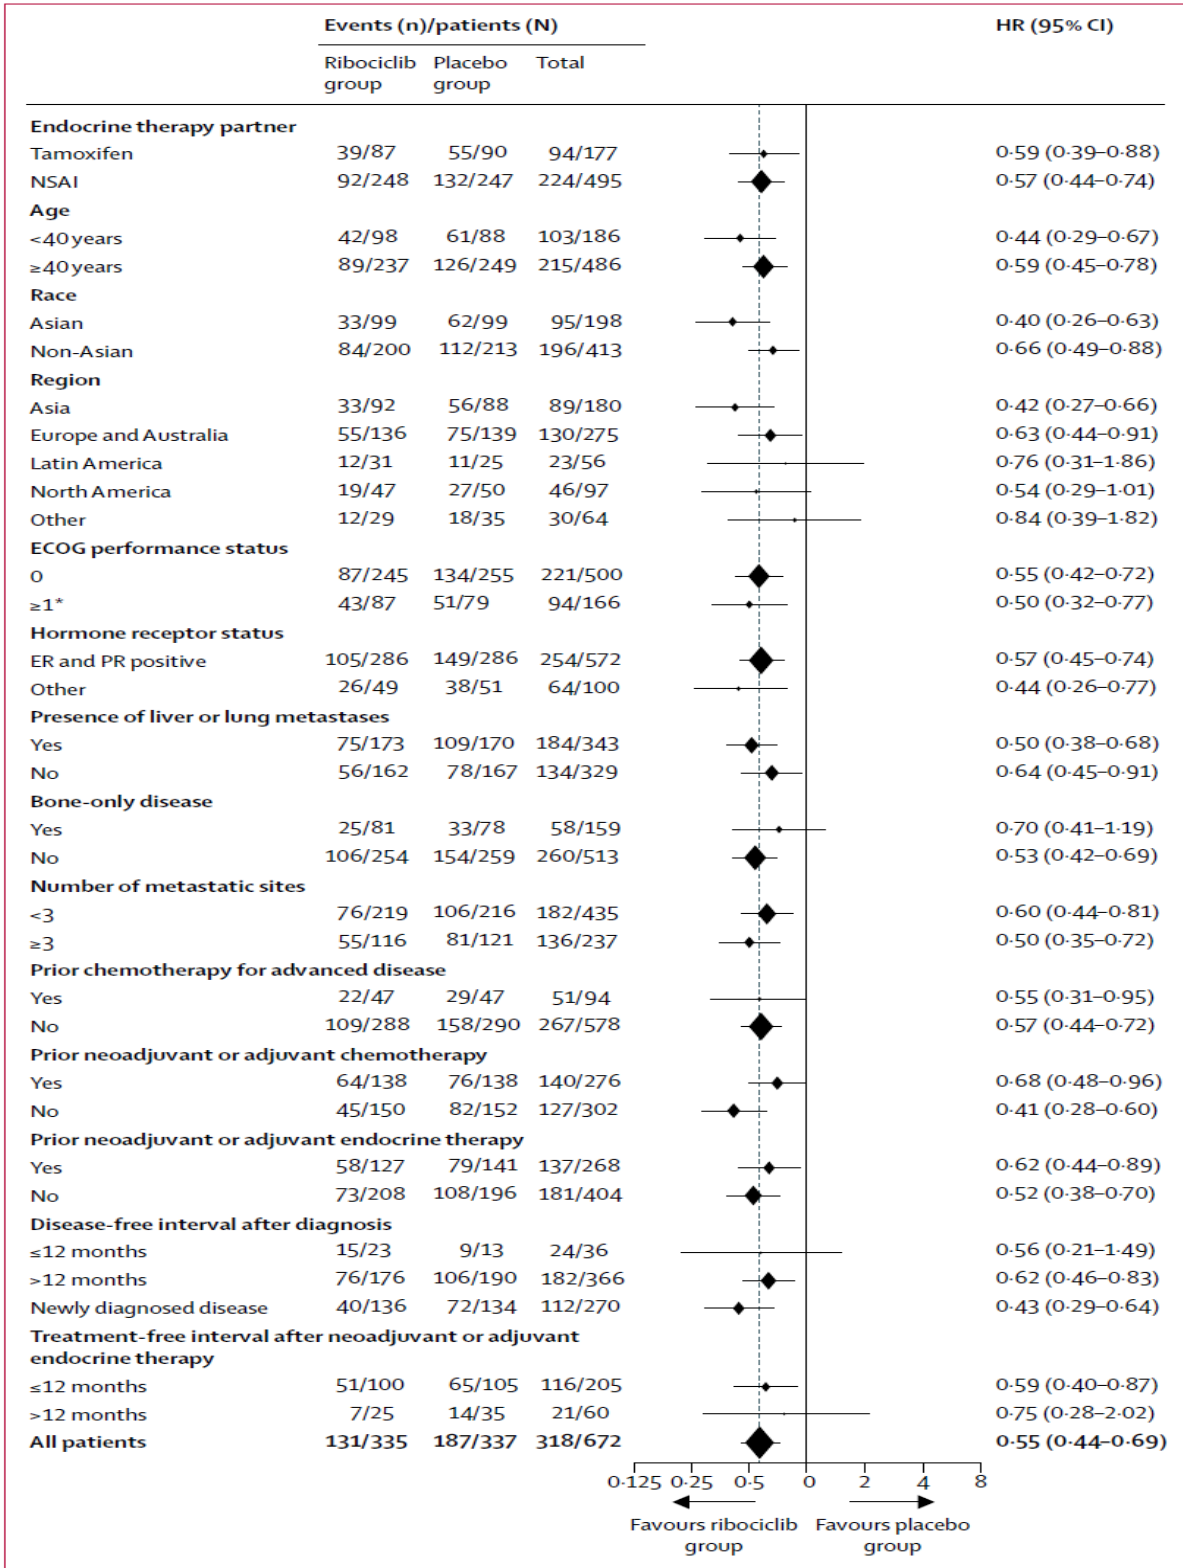 Events (n)/patients (N) HR (95% CI)
Ribociclib group Placebo group Total
Endocrine therapy partner
Tamoxifen 39/87 55/90 94/177 0·59 (0·39–0·88)
NSAI 92/248 132/247 224/495 0·57 (0·44–0·74)
Age
<40 years 42/98 61/88 103/186 0·44 (0·29–0·67)
≥40 years 89/237 126/249 215/486 0·59 (0·45–0·78)
Race
Asian 33/99 62/99 95/198 0·40 (0·26–0·63)
Non-Asian 84/200 112/213 196/413 0·66 (0·49–0·88)
Region
Asia 33/92 56/88 89/180 0·42 (0·27–0·66)
Europe and Australia 55/136 75/139 130/275 0·63 (0·44–0·91)
Latin America 12/31 11/25 23/56 0·76 (0·31–1·86)
North America 19/47 27/50 46/97 0·54 (0·29–1·01)
Other 12/29 18/35 30/64 0·84 (0·39–1·82)
ECOG performance status
0 87/245 134/255 221/500 0·55 (0·42–0·72)
≥1* 43/87 51/79 94/166 0·50 (0·32–0·77)
Hormone receptor status
ER and PR positive 105/286 149/286 254/572 0·57 (0·45–0·74)
Other 26/49 38/51 64/100 0·44 (0·26–0·77)
Presence of liver or lung metastases
Yes 75/173 109/170 184/343 0·50 (0·38–0·68)
No 56/162 78/167 134/329 0·64 (0·45–0·91)
Bone-only disease
Yes 25/81 33/78 58/159 0·70 (0·41–1·19)
No 106/254 154/259 260/513 0·53 (0·42–0·69)
Number of metastatic sites
<3 76/219 106/216 182/435 0·60 (0·44–0·81)
≥3 55/116 81/121 136/237 0·50 (0·35–0·72)
Prior chemotherapy for advanced disease
Yes 22/47 29/47 51/94 0·55 (0·31–0·95)
No 109/288 158/290 267/578 0·57 (0·44–0·72)
Prior neoadjuvant or adjuvant chemotherapy
Yes 64/138 76/138 140/276 0·68 (0·48–0·96)
No 45/150 82/152 127/302 0·41 (0·28–0·60)
Prior neoadjuvant or adjuvant endocrine therapy
Yes 58/127 79/141 137/268 0·62 (0·44–0·89)
No 73/208 108/196 181/404 0·52 (0·38–0·70)
Disease-free interval after diagnosis
≤12 months 15/23 9/13 24/36 0·56 (0·21–1·49)
>12 months 76/176 106/190 182/366 0·62 (0·46–0·83)
Newly diagnosed disease 40/136 72/134 112/270 0·43 (0·29–0·64)
Treatment-free interval after neoadjuvant or adjuvant
endocrine therapy
≤12 months 51/100 65/105 116/205 0·59 (0·40–0·87)
>12 months 7/25 14/35 21/60 0·75 (0·28–2·02)
All patients 131/335 187/337 318/672 0·55 (0·44–0·69)
0·125 0·25 0·5 0 2 4 8
Favours ribociclib group Favours placebo group